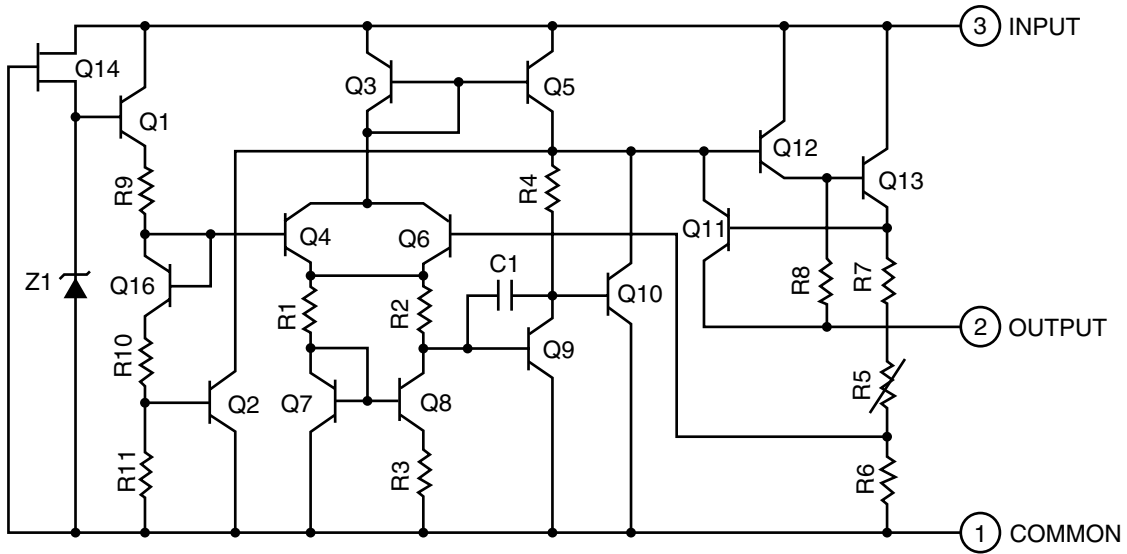 3 INPUT
Q14
Q3
Q5
Q1
Q12
Q13
R9
R4
Q11
Q4
Q6
C1
Z1
Q16
R1
R2
Q10
R8
R7
2 OUTPUT
R10
Q9
R5
Q2
Q7
Q8
R11
R3
R6
1 COMMON